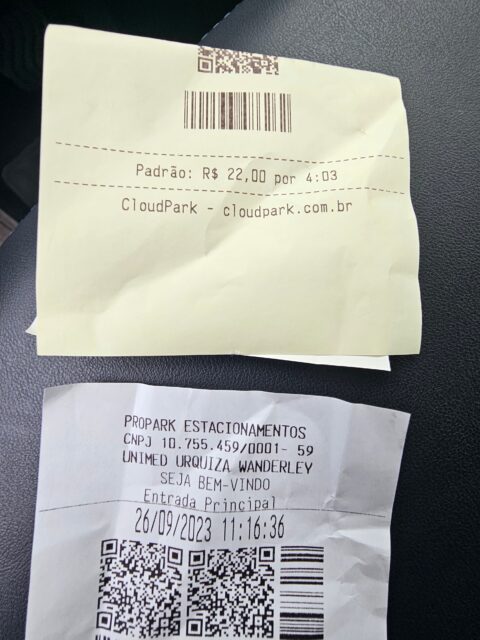 Padrão: R$ 22,00 por 4:03
CloudPark - cloudpark.com.br
PROPARK ESTACIONAMENTOS
CNPJ 10.755.459/0001- 59
UNIMED URQUIZA WANDERLEY
SEJA BEM-VINDO
Entrada Principal
26/09/2023 11:16:36